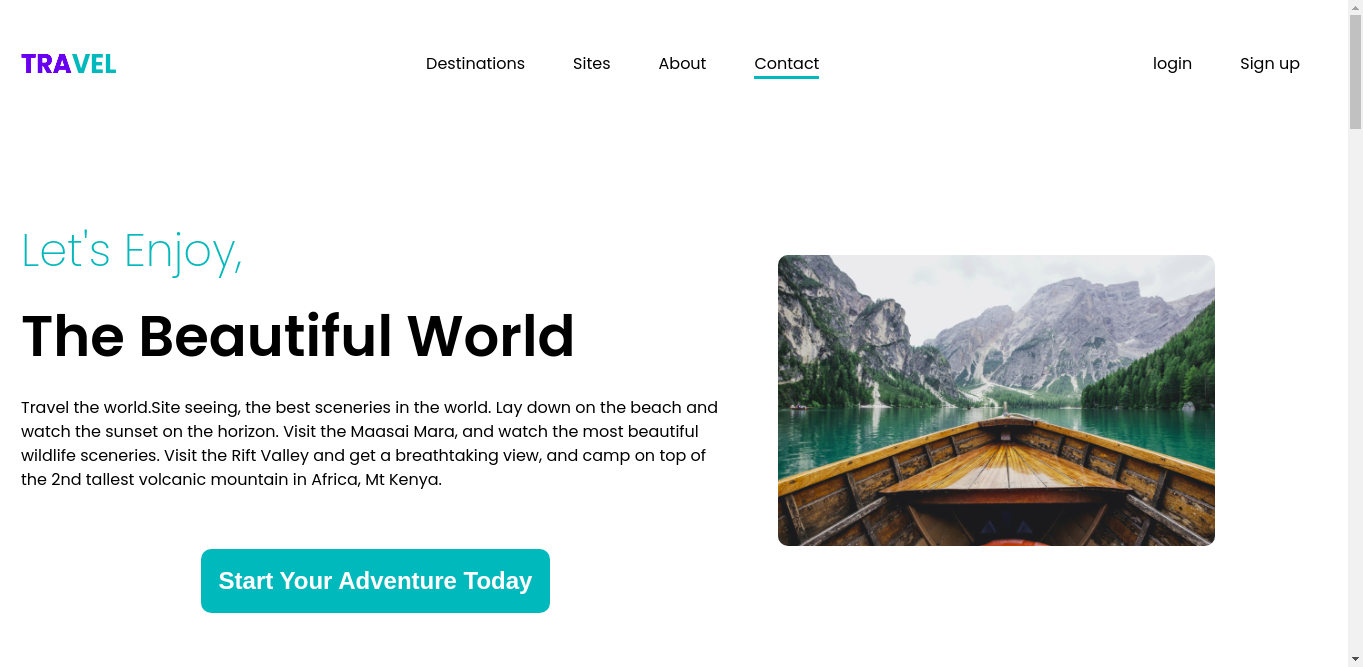 TRAVEL
Destinations Sites About Contact
login Sign up
Let's Enjoy,
The Beautiful World
Travel the world.Site seeing, the best sceneries in the world. Lay down on the beach and
watch the sunset on the horizon. Visit the Maasai Mara, and watch the most beautiful
wildlife sceneries. Visit the Rift Valley and get a breathtaking view, and camp on top of
the 2nd tallest volcanic mountain in Africa, Mt Kenya.
Start Your Adventure Today